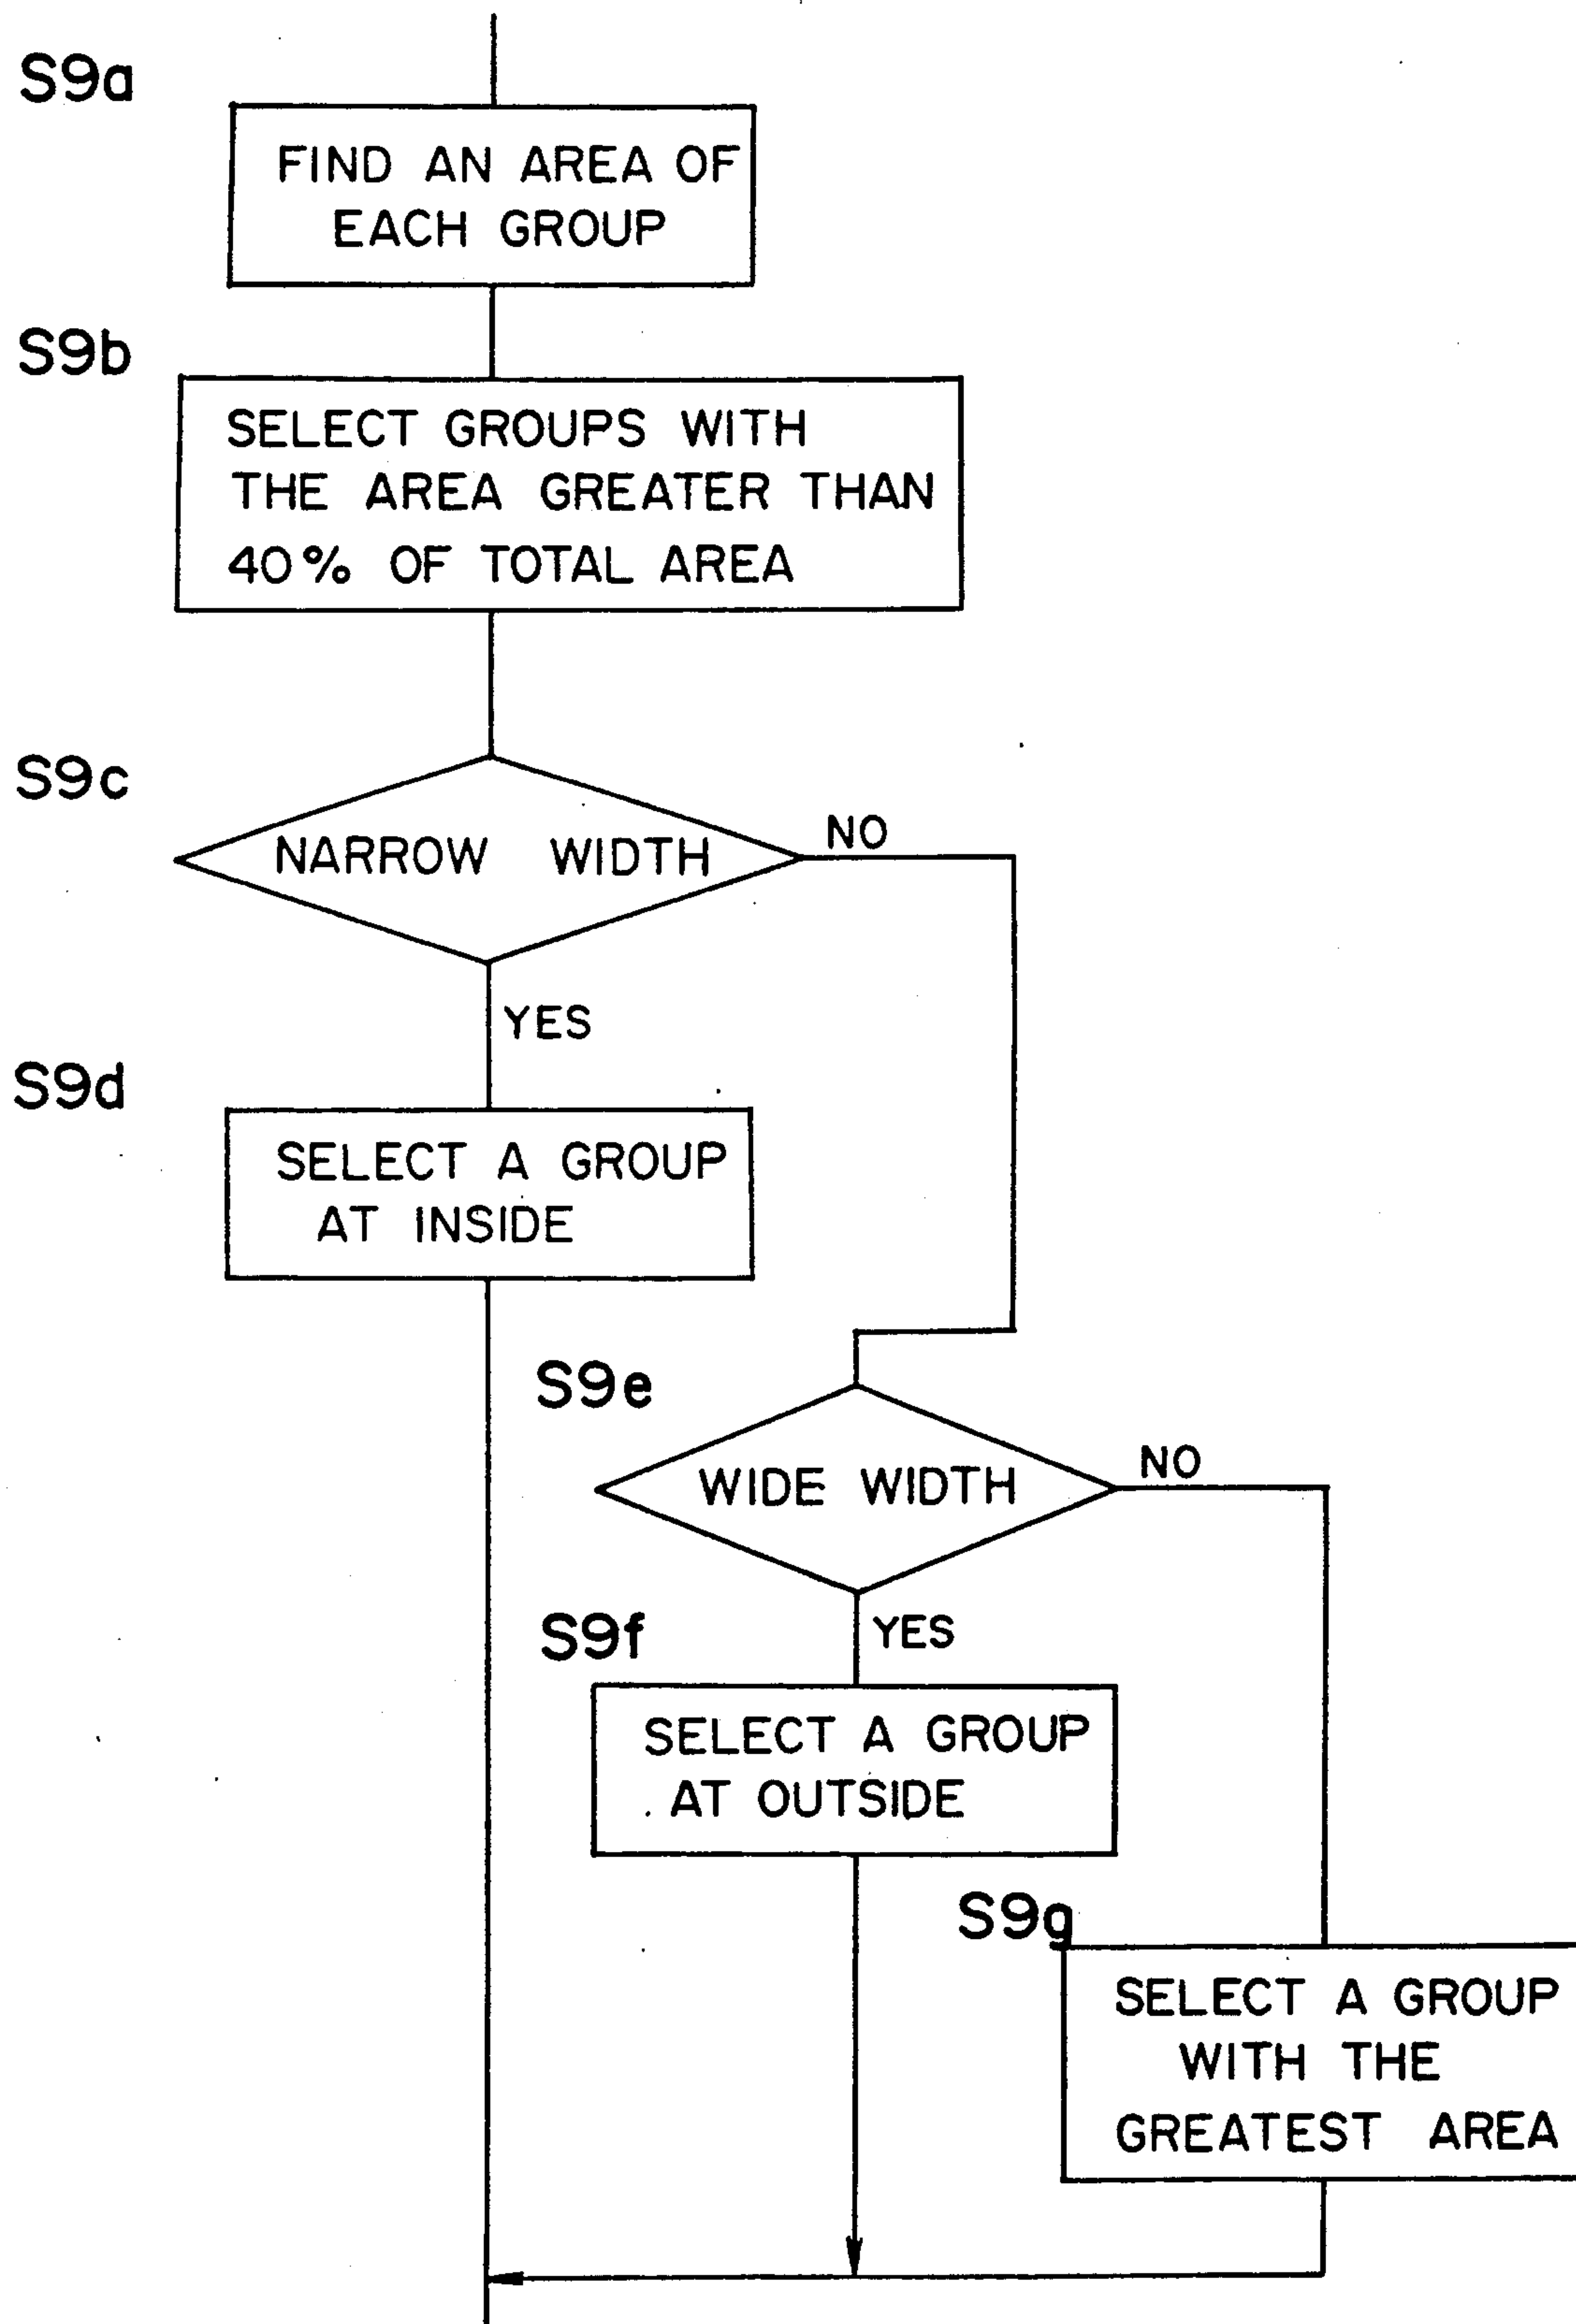 S9a
FIND AN AREA OF
EACH GROUP
S9b
SELECT GROUPS WITH
THE AREA GREATER THAN
40% OF TOTAL AREA
S9c
NARROW WIDTH
NO
YES
S9d
SELECT A GROUP
AT INSIDE
S9e
WIDE WIDTH
NO
YES
S9f
SELECT A GROUP
AT OUTSIDE
S9g
SELECT A GROUP
WITH THE
GREATEST AREA